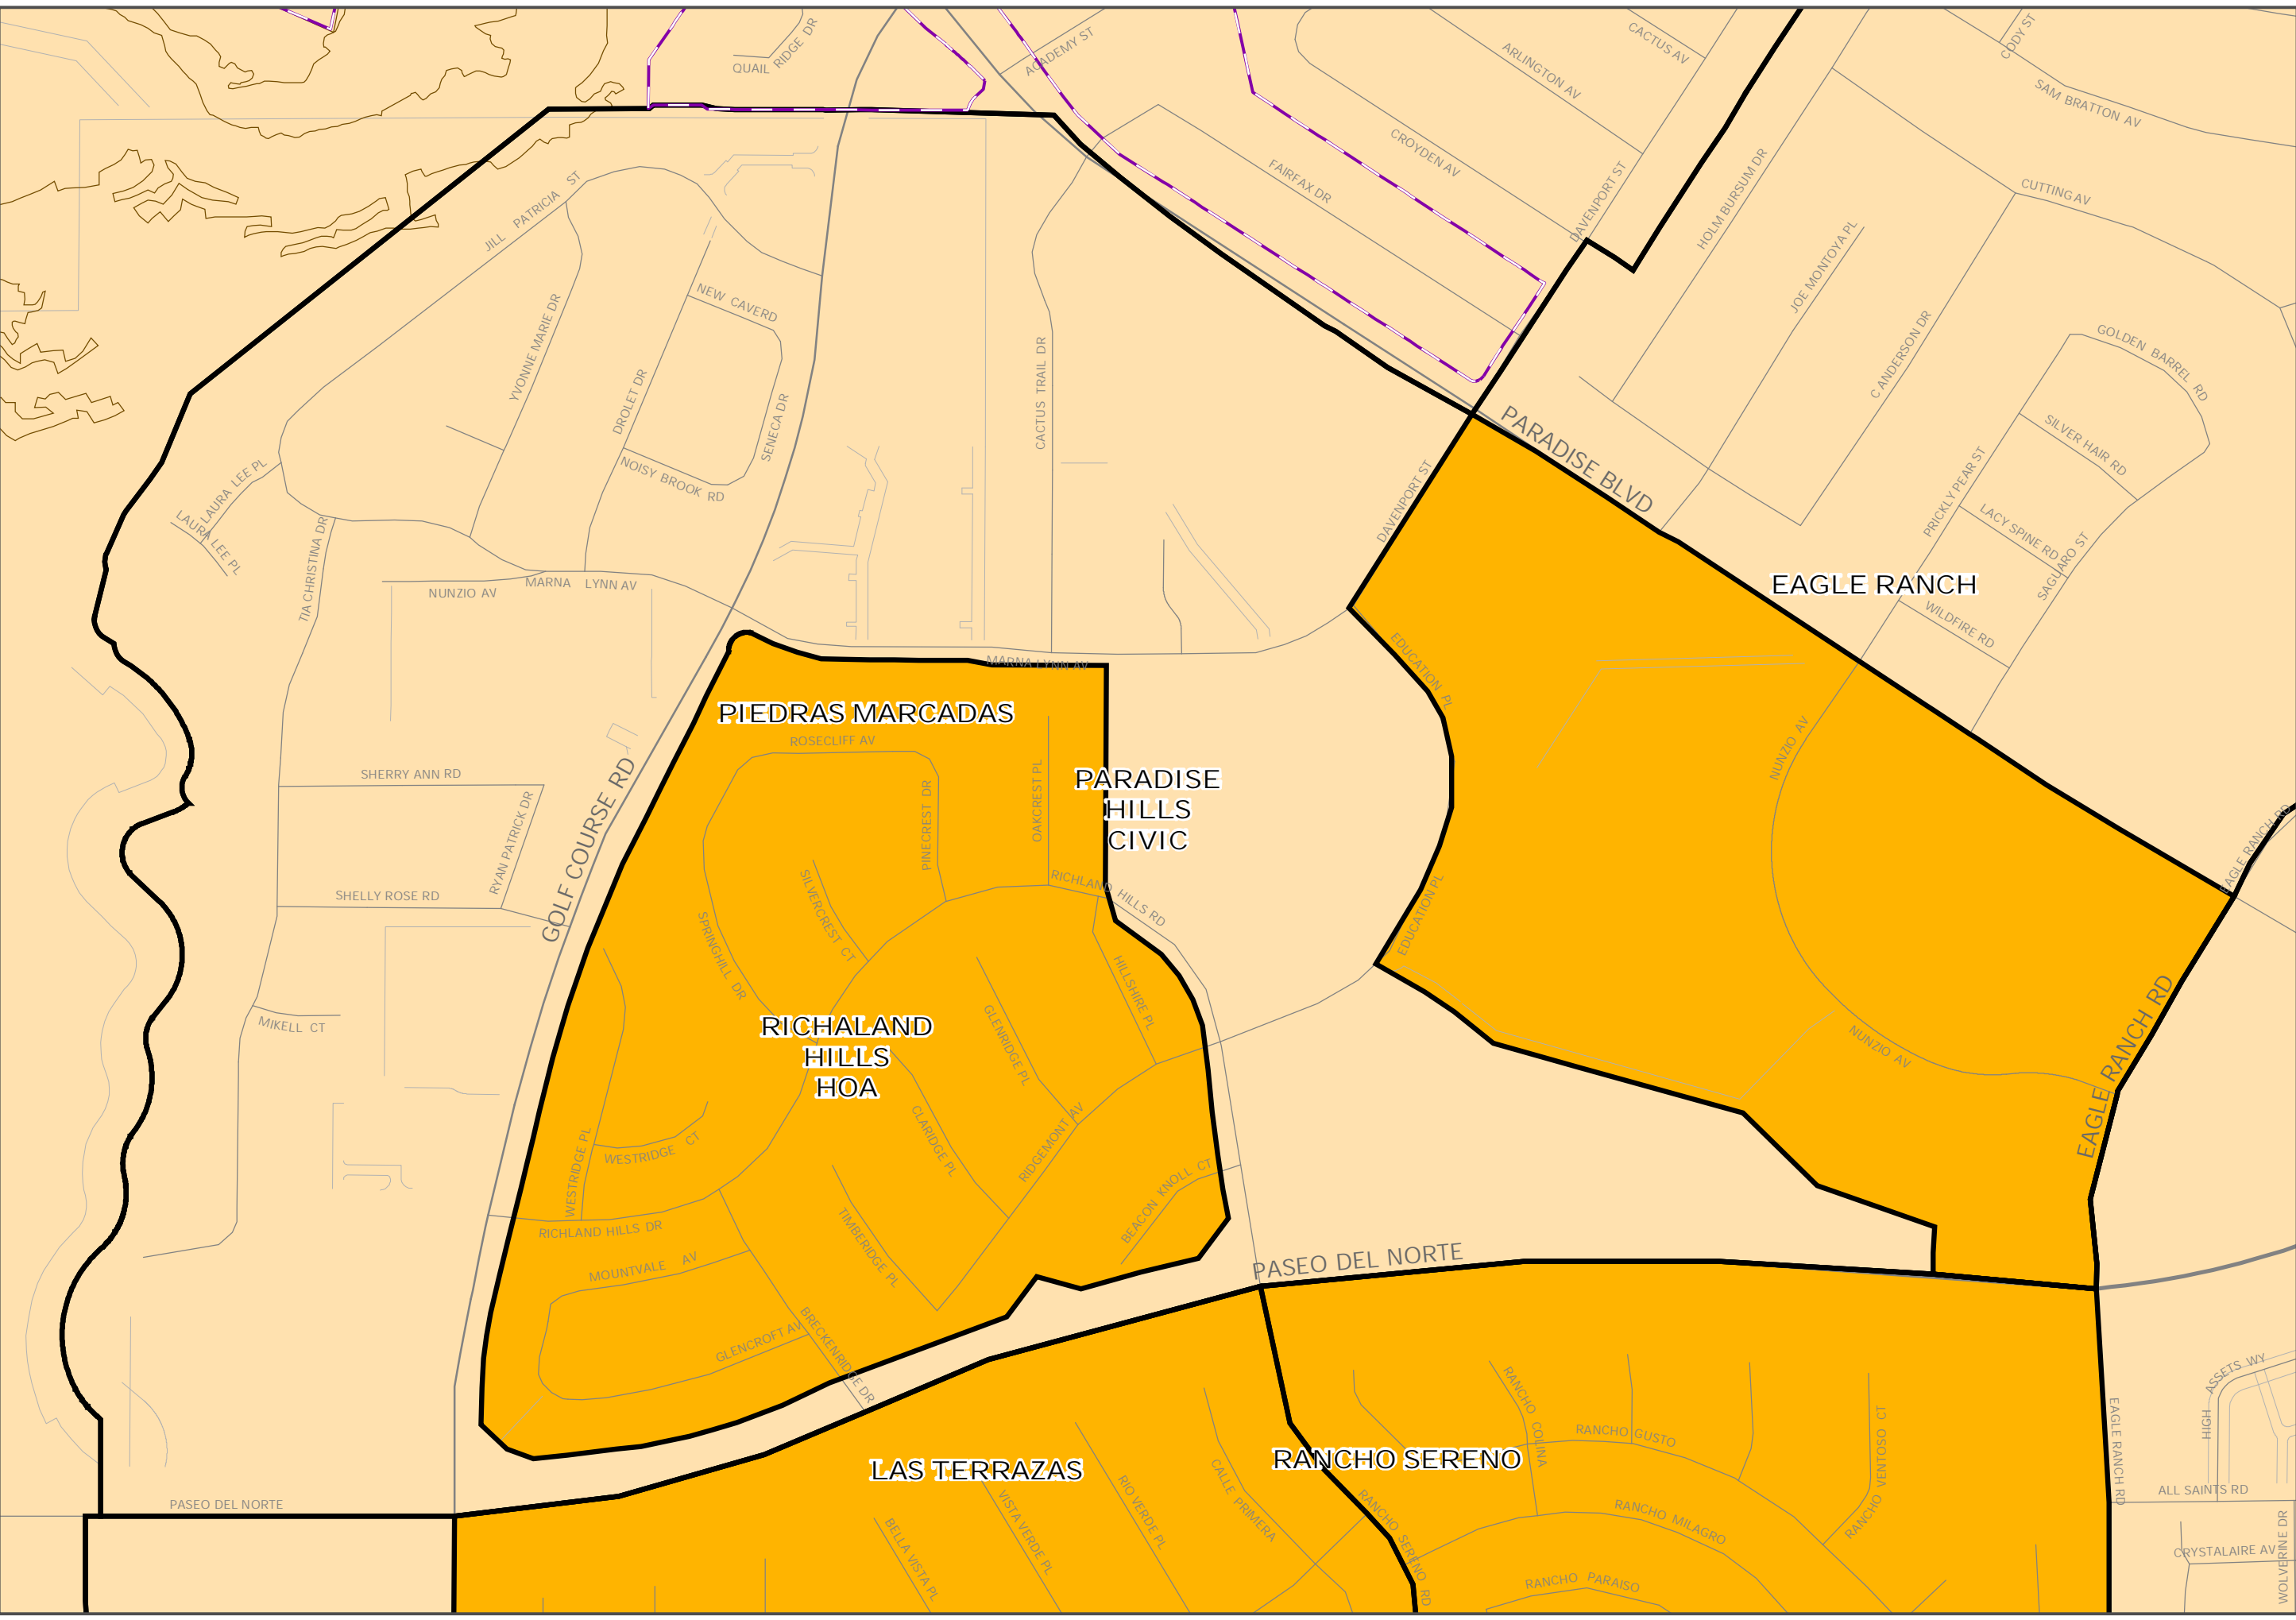 QUAIL RIDGE DR
ACADEMY ST
ARLINGTON AV
CACTUS AV
CODY ST
SAM BRATTON AV
CROYDEN AV
FAIRFAX DR
DAVENPORT ST
HOLM BURSUM DR
CUTTING AV
JILL PATRICIA ST
JOE MONTOYA PL
C ANDERSON DR
GOLDEN BARREL RD
NEW CAVERD
YVONNE MARIE DR
DROLET DR
SENECA DR
CACTUS TRAIL DR
NOISY BROOK RD
PARADISE BLVD
SILVER HAIR RD
PRICKLY PEAR ST
LACY SPINE RD
SAGUARO ST
WILDFIRE RD
LAURA LEE PL
LAURA LEE PL
DAVENPORT ST
TIA CHRISTINA DR
NUNZIO AV
MARNA LYNN AV
EAGLE RANCH
MARNA LYNN AV
EDUCATION PL
PIEDRAS MARCADAS
ROSECLIFF AV
NUNZIO AV
SHERRY ANN RD
GOLF COURSE RD
PINECREST DR
OAKCREST PL
PARADISE
HILLS
CIVIC
RYAN PATRICK DR
SHELLY ROSE RD
EAGLE RANCH RD
RICHLAND HILLS RD
SILVERCREST CT
SPRINGHILL DR
EDUCATION PL
HILLSHIRE PL
MIKELL CT
RICHALAND
HILLS
HOA
GLENRIDGE PL
NUNZIO AV
EAGLE RANCH RD
CLARIDGE PL
RIDGEMONT AV
WESTRIDGE PL
WESTRIDGE CT
BEACON KNOLL CT
RICHLAND HILLS DR
TIMBERIDGE PL
MOUNTVALE AV
PASEO DEL NORTE
GLENCROFT AV
BRECKENRIDGE DR
RANCHO COLINA
RANCHO GUSTO
RANCHO VENTOSO CT
EAGLE RANCH RD
HIGH ASSETS WY
LAS TERRAZAS
RANCHO SERENO
CALLE PRIMERA
RIO VERDE PL
VISTA VERDE PL
BELLA VISTA PL
RANCHO SERENO RD
RANCHO MILAGRO
RANCHO PARAISO
PASEO DEL NORTE
ALL SAINTS RD
CRYSTALAIRE AV
WOLVERINE DR